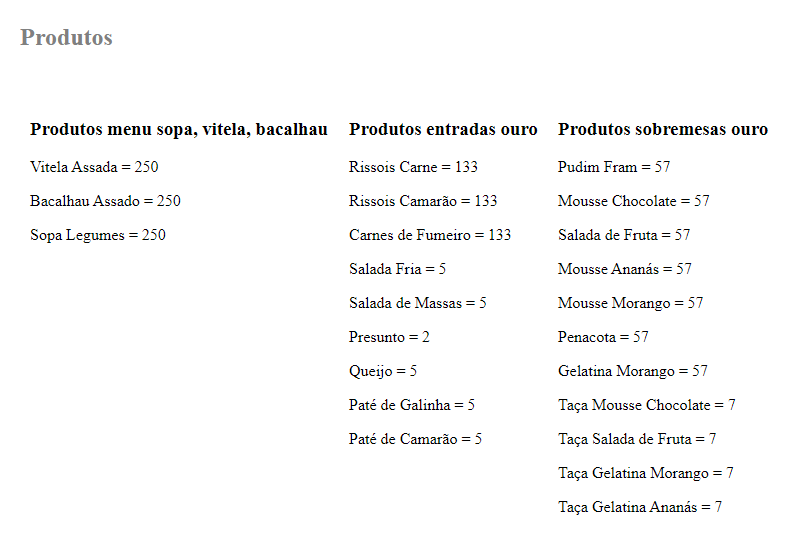 Produtos
Produtos menu sopa, vitela, bacalhau
Vitela Assada = 250
Bacalhau Assado = 250
Sopa Legumes = 250
Produtos entradas ouro
Rissois Carne = 133
Rissois Camarão = 133
Carnes de Fumeiro = 133
Salada Fria = 5
Salada de Massas = 5
Presunto = 2
Queijo = 5
Paté de Galinha = 5
Paté de Camarão = 5
Produtos sobremesas ouro
Pudim Fram = 57
Mousse Chocolate = 57
Salada de Fruta = 57
Mousse Ananás = 57
Mousse Morango = 57
Penacota = 57
Gelatina Morango = 57
Taça Mousse Chocolate = 7
Taça Salada de Fruta = 7
Taça Gelatina Morango = 7
Taça Gelatina Ananás = 7